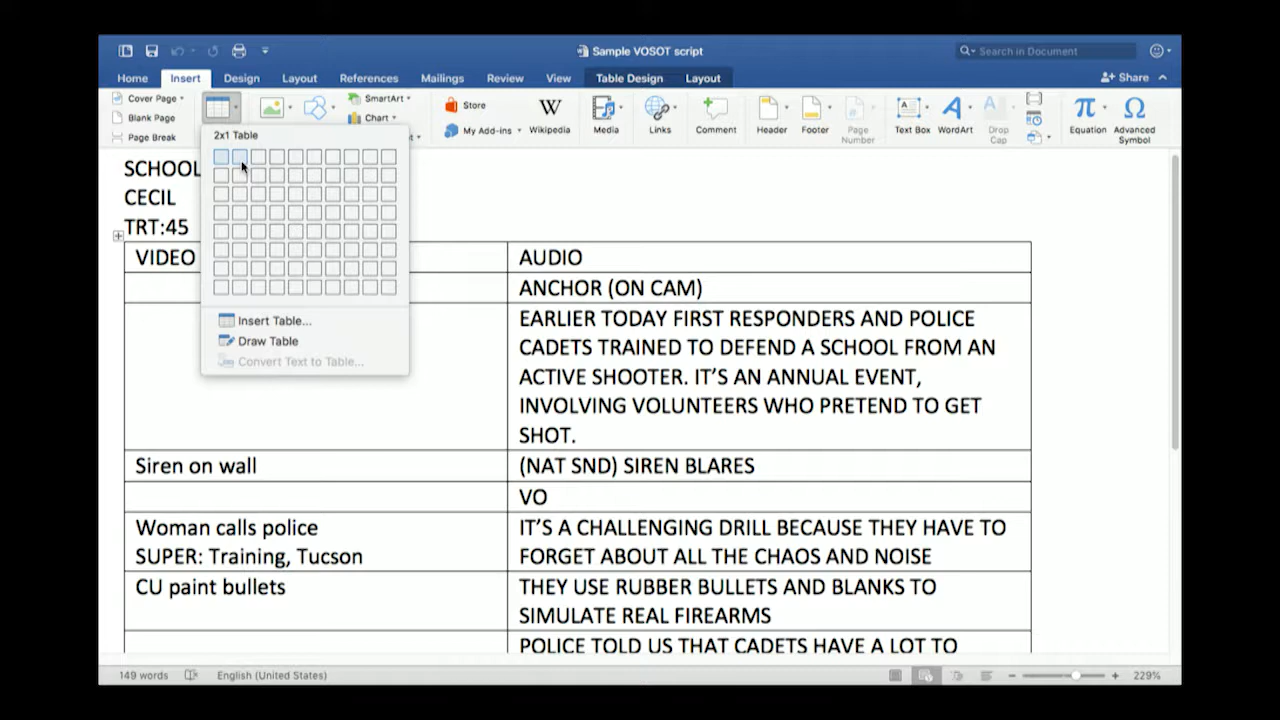 Sample VOSOT script
Search in Document
Home Insert Design Layout References Mailings Review View Table Design Layout Share
Cover Page
Blank Page
Page Break
SmartArt
Chart
Store
My Add-ins
W
Wikipedia
Media
Links
Comment
Header
Footer
Page
Number
Text Box
WordArt
Drop
Cap
Equation
Advanced
Symbol
2x1 Table
Insert Table...
Draw Table
Convert Text to Table...
SCHOOL
CECIL
TRT:45
VIDEO AUDIO
ANCHOR (ON CAM)
EARLIER TODAY FIRST RESPONDERS AND POLICE
CADETS TRAINED TO DEFEND A SCHOOL FROM AN
ACTIVE SHOOTER. IT’S AN ANNUAL EVENT,
INVOLVING VOLUNTEERS WHO PRETEND TO GET
SHOT.
Siren on wall (NAT SND) SIREN BLARES
VO
Woman calls police IT’S A CHALLENGING DRILL BECAUSE THEY HAVE TO
SUPER: Training, Tucson FORGET ABOUT ALL THE CHAOS AND NOISE
CU paint bullets THEY USE RUBBER BULLETS AND BLANKS TO
SIMULATE REAL FIREARMS
POLICE TOLD US THAT CADETS HAVE A LOT TO
149 words English (United States) 229%